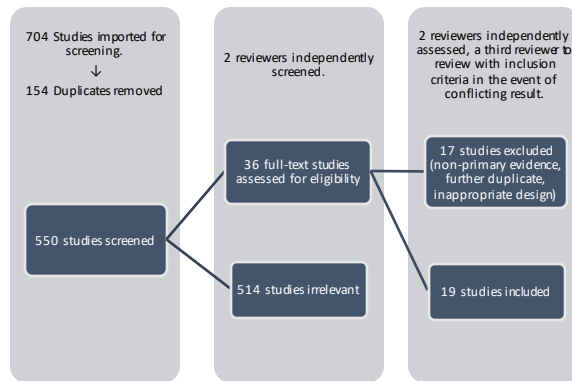 704 Studies imported for
screening.
↓
154 Duplicates removed
550 studies screened
2 reviewers independently
screened.
36 full-text studies
assessed for eligibility
514 studies irrelevant
2 reviewers independently
assessed, a third reviewer to
review with inclusion
criteria in the event of
conflicting result.
17 studies excluded
(non-primary evidence,
further duplicate,
inappropriate design)
19 studies included